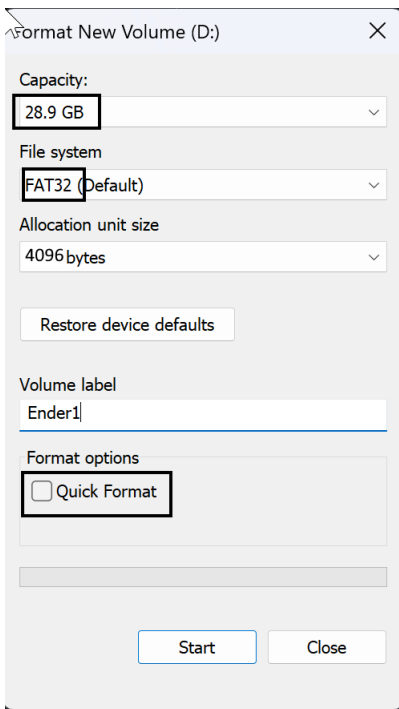 Format New Volume (D:)
Capacity:
28.9 GB
File system
FAT32 (Default)
Allocation unit size
4096 bytes
Restore device defaults
Volume label
Ender1
Format options
Quick Format
Start
Close